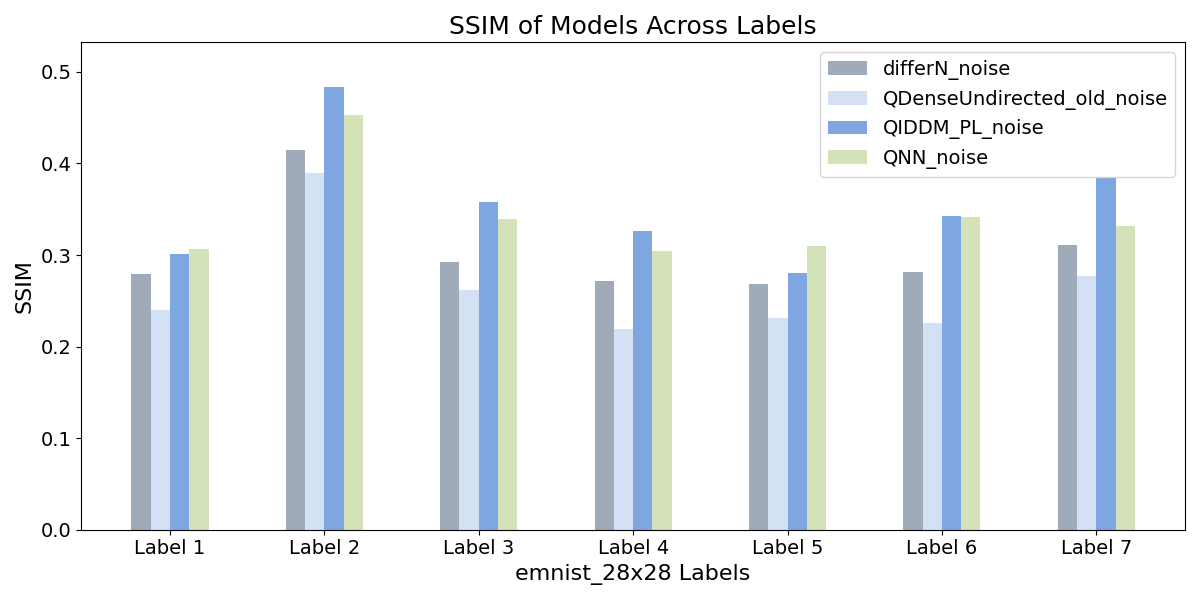 SSIM of Models Across Labels
differN_noise
QDenseUndirected_old_noise
QIDDM_PL_noise
QNN_noise
SSIM
0.5
0.4
0.3
0.2
0.1
0.0
Label 1 Label 2 Label 3 Label 4 Label 5 Label 6 Label 7
emnist_28x28 Labels